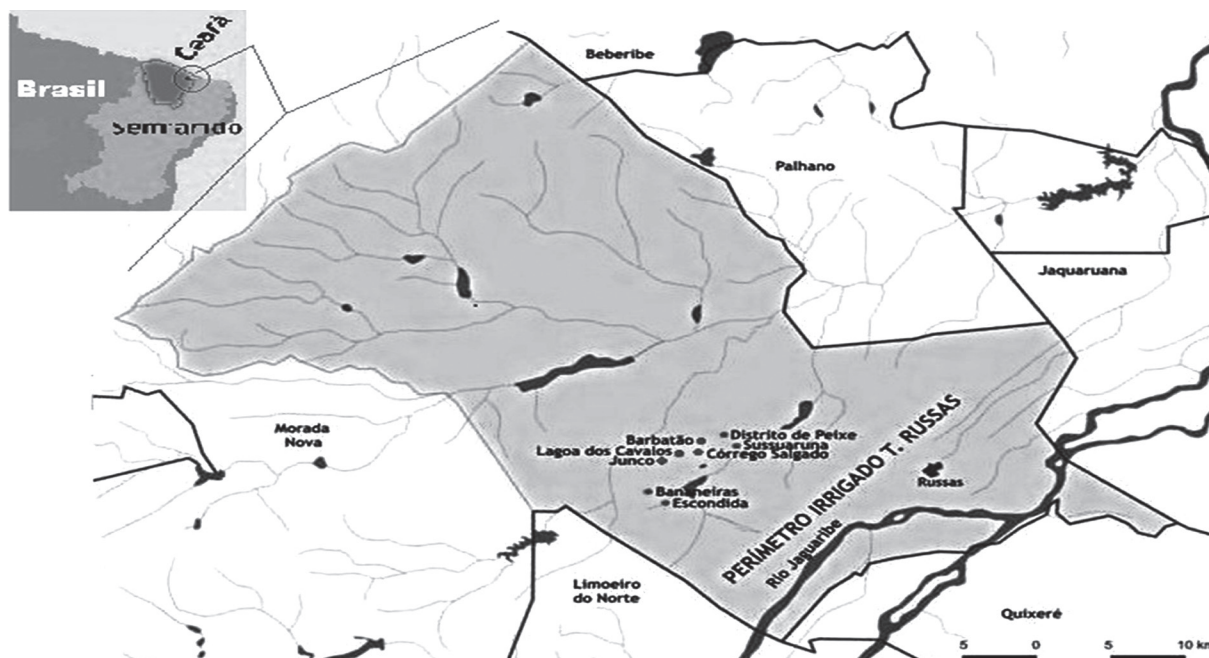 Ceará
Brasil
Semiárido
Beberibe
Palhano
Jaquaruana
Morada
Nova
Barbatão
Distrito de Peixe
Sussuaruna
Lagoa dos Cavalos
Córrego Salgado
Junco
Bananeiras
Escondida
PERÍMETRO IRRIGADO T. RUSSAS
Russas
Rio Jaguaribe
Limoeiro
do Norte
Quixeré
5 0 5 10 km